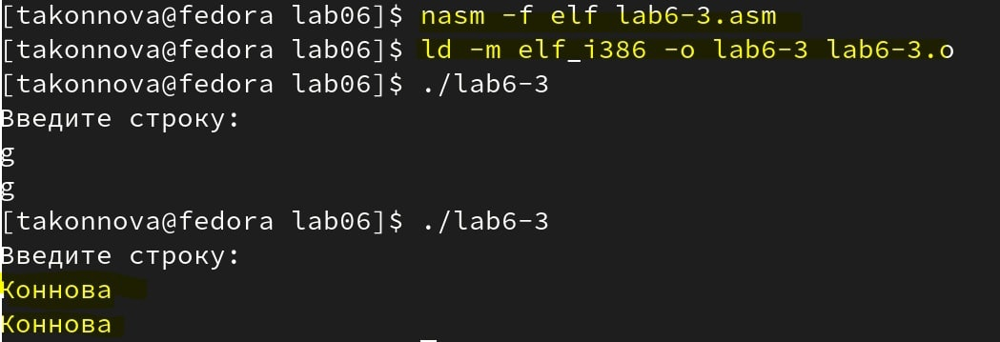 [takonnova@fedora lab06]$ nasm -f elf lab6-3.asm
[takonnova@fedora lab06]$ ld -m elf_i386 -o lab6-3 lab6-3.o
[takonnova@fedora lab06]$ ./lab6-3
Введите строку:
g
g
[takonnova@fedora lab06]$ ./lab6-3
Введите строку:
Коннова
Коннова